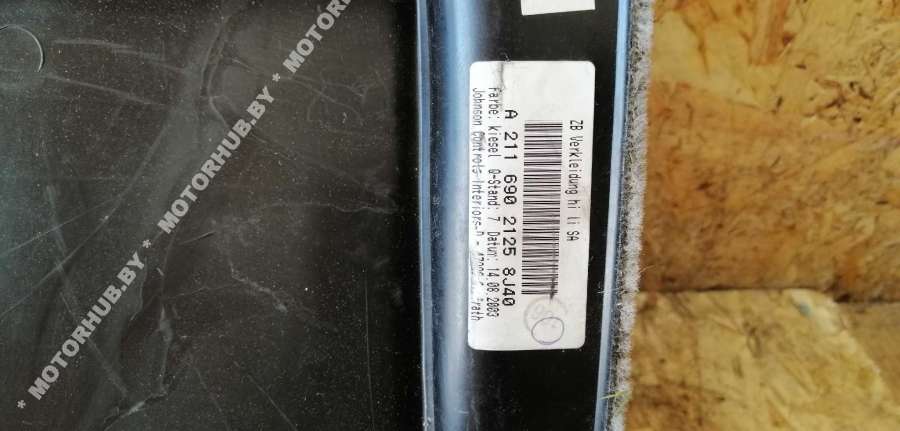 * MOTORHUB.BY * MOTORHUB.BY * MOTORHUB.BY *
ZB Verkleidung hi li SA
A 211 690 2125 8J40
Farbe: kiesel Q-Stand: 7 Datum: 14.08.2003
Johnson Controls Interiors